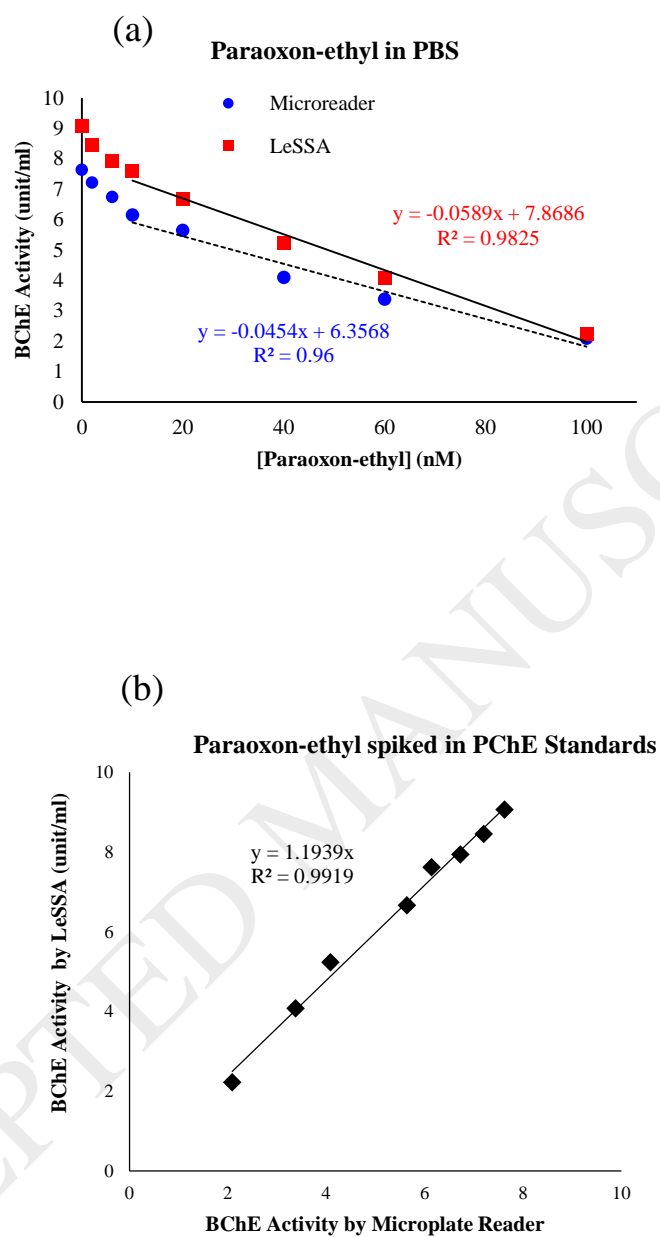 (a)
Paraoxon-ethyl in PBS
Microreader
LeSSA
BChE Activity (unit/ml)
10
9
8
7
6
5
4
3
2
1
0
y = -0.0589x + 7.8686
R² = 0.9825
y = -0.0454x + 6.3568
R² = 0.96
0 20 40 60 80 100
[Paraoxon-ethyl] (nM)
(b)
Paraoxon-ethyl spiked in PChE Standards
BChE Activity by LeSSA (unit/ml)
10
8
6
4
2
0
y = 1.1939x
R² = 0.9919
0 2 4 6 8 10
BChE Activity by Microplate Reader